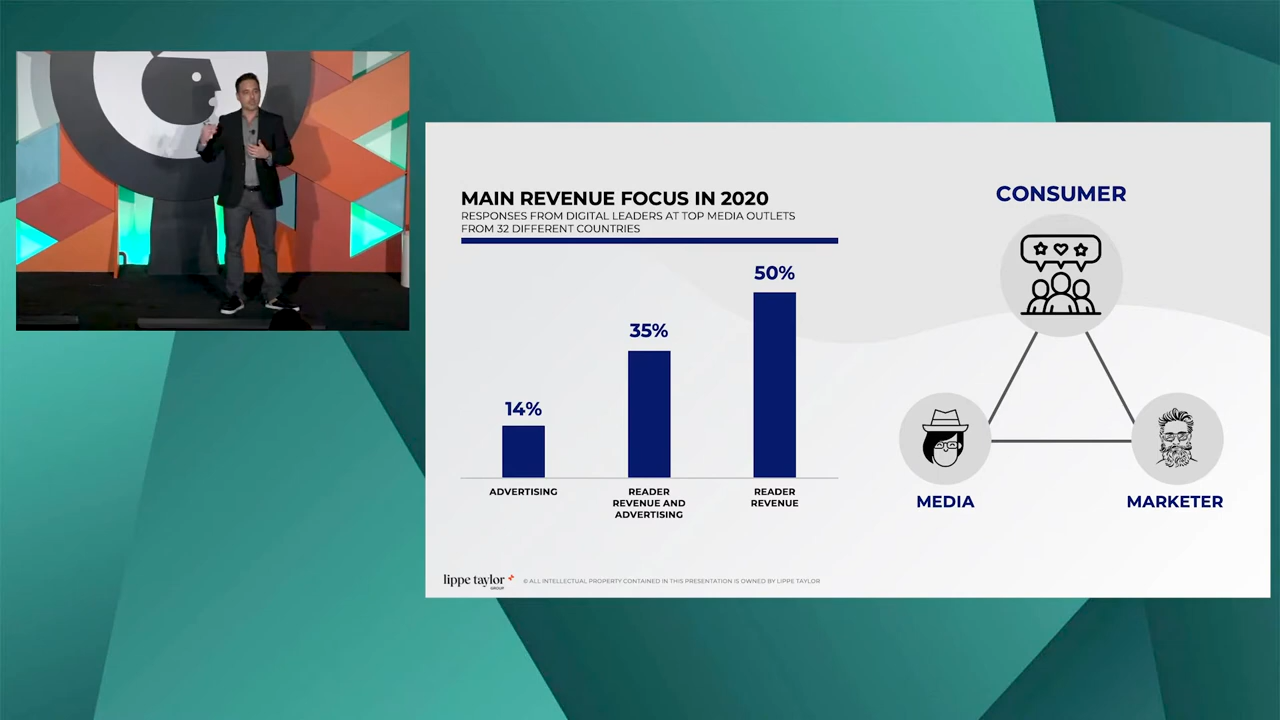 MAIN REVENUE FOCUS IN 2020
RESPONSES FROM DIGITAL LEADERS AT TOP MEDIA OUTLETS
FROM 32 DIFFERENT COUNTRIES
14%
35%
50%
ADVERTISING
READER
REVENUE AND
ADVERTISING
READER
REVENUE
CONSUMER
MEDIA
MARKETER
lippe taylor
GROUP
© ALL INTELLECTUAL PROPERTY CONTAINED IN THIS PRESENTATION IS OWNED BY LIPPE TAYLOR